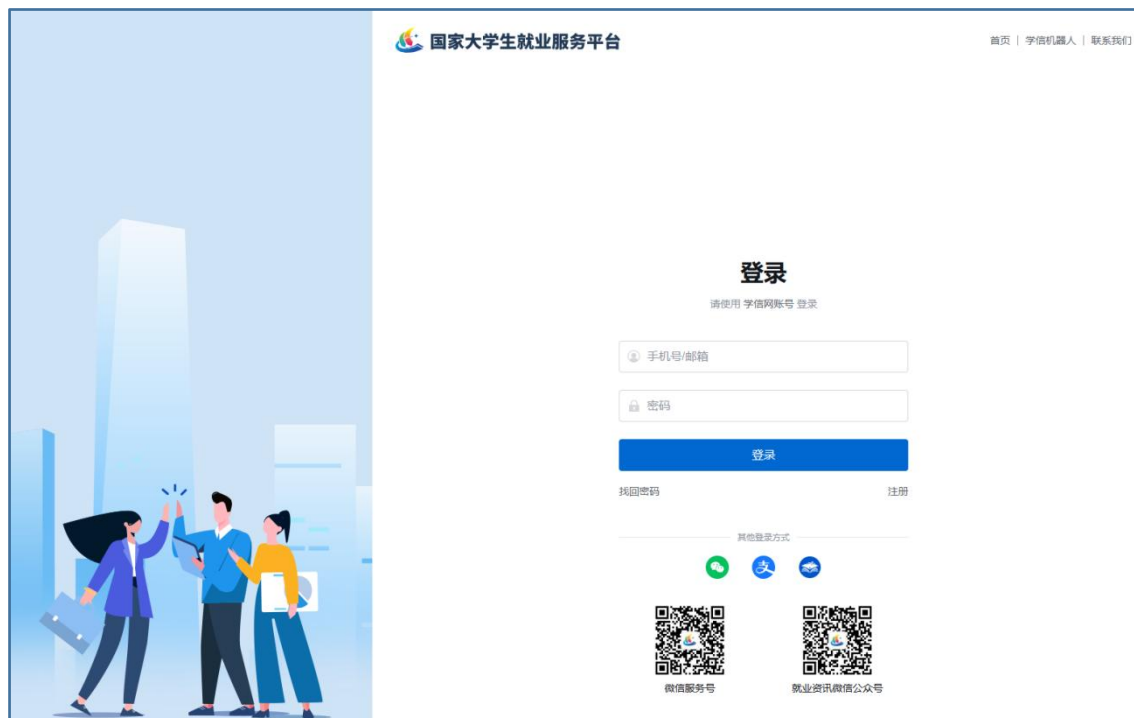 国家大学生就业服务平台
首页 | 学信机器人 | 联系我们
登录
请使用 学信网账号 登录
手机号/邮箱
密码
登录
找回密码 注册
其他登录方式
支
微信服务号 就业资讯微信公众号